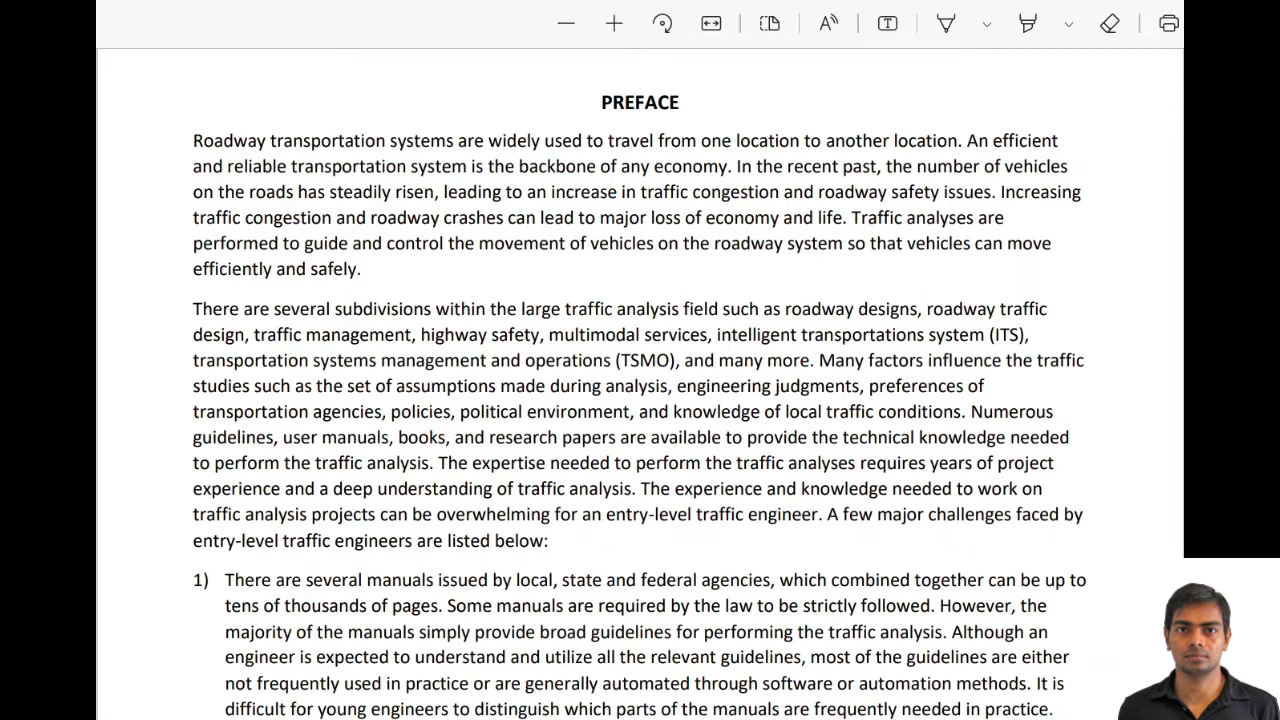 PREFACE
Roadway transportation systems are widely used to travel from one location to another location. An efficient
and reliable transportation system is the backbone of any economy. In the recent past, the number of vehicles
on the roads has steadily risen, leading to an increase in traffic congestion and roadway safety issues. Increasing
traffic congestion and roadway crashes can lead to major loss of economy and life. Traffic analyses are
performed to guide and control the movement of vehicles on the roadway system so that vehicles can move
efficiently and safely.
There are several subdivisions within the large traffic analysis field such as roadway designs, roadway traffic
design, traffic management, highway safety, multimodal services, intelligent transportations system (ITS),
transportation systems management and operations (TSMO), and many more. Many factors influence the traffic
studies such as the set of assumptions made during analysis, engineering judgments, preferences of
transportation agencies, policies, political environment, and knowledge of local traffic conditions. Numerous
guidelines, user manuals, books, and research papers are available to provide the technical knowledge needed
to perform the traffic analysis. The expertise needed to perform the traffic analyses requires years of project
experience and a deep understanding of traffic analysis. The experience and knowledge needed to work on
traffic analysis projects can be overwhelming for an entry-level traffic engineer. A few major challenges faced by
entry-level traffic engineers are listed below:
1) There are several manuals issued by local, state and federal agencies, which combined together can be up to
tens of thousands of pages. Some manuals are required by the law to be strictly followed. However, the
majority of the manuals simply provide broad guidelines for performing the traffic analysis. Although an
engineer is expected to understand and utilize all the relevant guidelines, most of the guidelines are either
not frequently used in practice or are generally automated through software or automation methods. It is
difficult for young engineers to distinguish which parts of the manuals are frequently needed in practice.